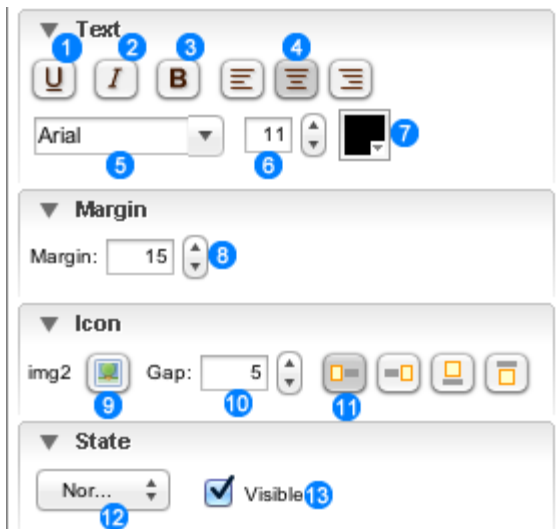 Text
1 2 3 4
U I B
Arial 11 7
5 6
Margin
Margin: 15 8
Icon
img2 Gap: 5
9 10 11
State
Nor... Visible 13
12